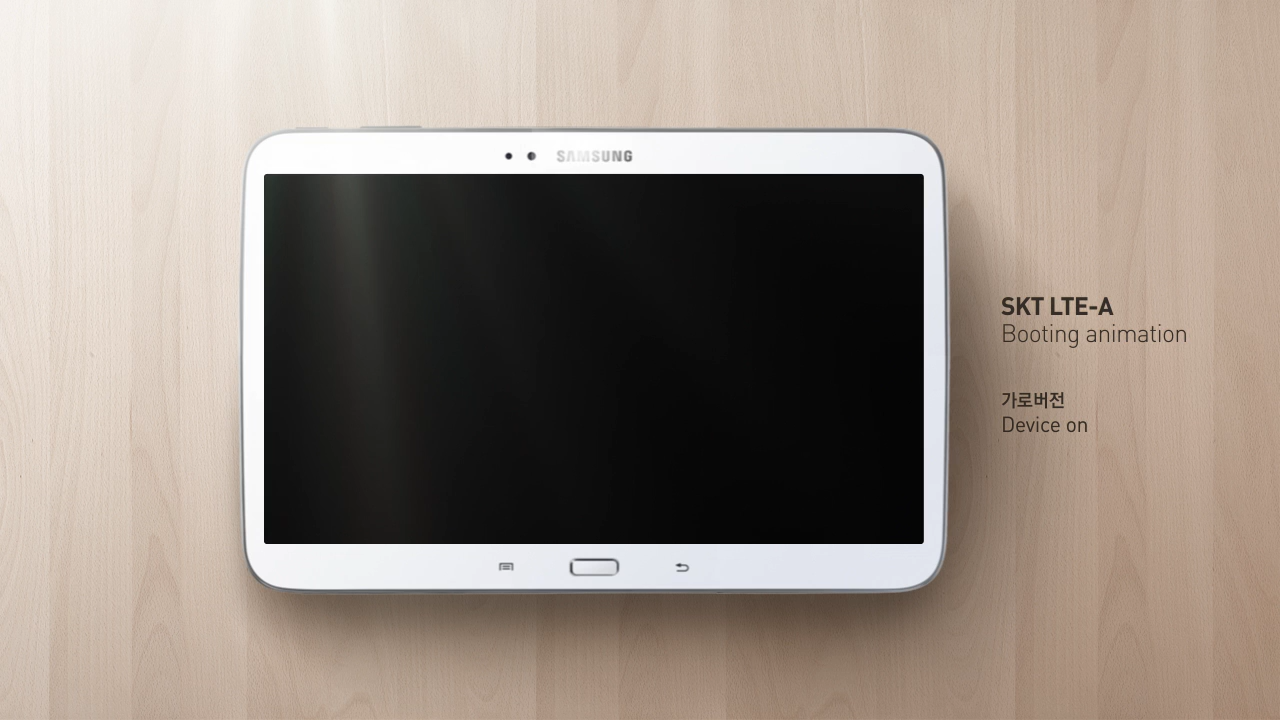 SAMSUNG
SKT LTE-A
Booting animation
가로버전
Device on